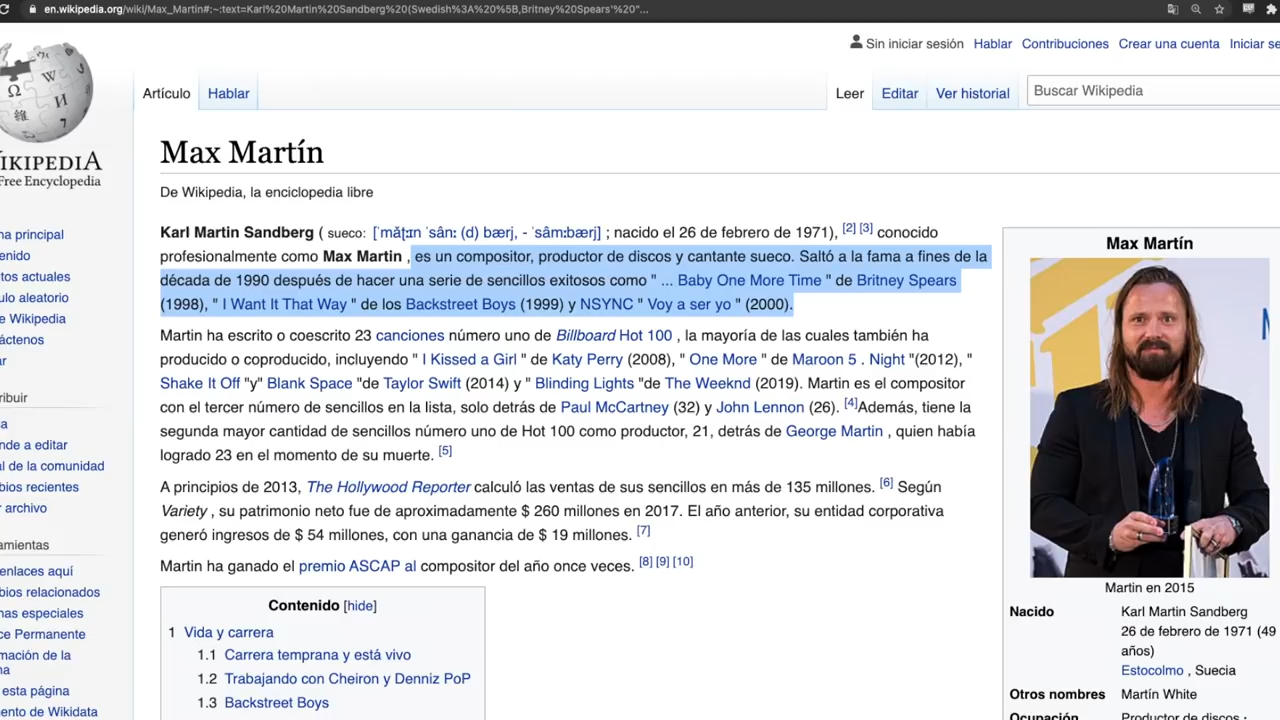 en.wikipedia.org/wiki/Max_Martin#:~:text=Karl%20Martin%20Sandberg%20(Swedish%3A%20%5B,Britney%20Spears'%20"...
Sin iniciar sesión Hablar Contribuciones Crear una cuenta Iniciar se
Artículo Hablar Leer Editar Ver historial Buscar Wikipedia
IKIPEDIA
Free Encyclopedia
Max Martín
De Wikipedia, la enciclopedia libre
Karl Martin Sandberg ( sueco: [ˈmǎʈːɪn ˈsânː (d) bærj, - ˈsâmːbærj] ; nacido el 26 de febrero de 1971), [2] [3] conocido
profesionalmente como Max Martin , es un compositor, productor de discos y cantante sueco. Saltó a la fama a fines de la
década de 1990 después de hacer una serie de sencillos exitosos como " ... Baby One More Time " de Britney Spears
(1998), " I Want It That Way " de los Backstreet Boys (1999) y NSYNC " Voy a ser yo " (2000).
Martin ha escrito o coescrito 23 canciones número uno de Billboard Hot 100 , la mayoría de las cuales también ha
producido o coproducido, incluyendo " I Kissed a Girl " de Katy Perry (2008), " One More " de Maroon 5 . Night "(2012), "
Shake It Off "y" Blank Space "de Taylor Swift (2014) y " Blinding Lights "de The Weeknd (2019). Martin es el compositor
con el tercer número de sencillos en la lista, solo detrás de Paul McCartney (32) y John Lennon (26). [4]Además, tiene la
segunda mayor cantidad de sencillos número uno de Hot 100 como productor, 21, detrás de George Martin , quien había
logrado 23 en el momento de su muerte. [5]
A principios de 2013, The Hollywood Reporter calculó las ventas de sus sencillos en más de 135 millones. [6] Según
Variety , su patrimonio neto fue de aproximadamente $ 260 millones en 2017. El año anterior, su entidad corporativa
generó ingresos de $ 54 millones, con una ganancia de $ 19 millones. [7]
Martin ha ganado el premio ASCAP al compositor del año once veces. [8] [9] [10]
Contenido [hide]
1 Vida y carrera
1.1 Carrera temprana y está vivo
1.2 Trabajando con Cheiron y Denniz PoP
1.3 Backstreet Boys
Max Martín
Martin en 2015
Nacido Karl Martin Sandberg
26 de febrero de 1971 (49
años)
Estocolmo , Suecia
Otros nombres Martín White
Ocupación Productor de discos ·
na principal
enido
tos actuales
ulo aleatorio
e Wikipedia
áctenos
ar
ribuir
a
nde a editar
al de la comunidad
bios recientes
r archivo
amientas
enlaces aquí
bios relacionados
nas especiales
ce Permanente
mación de la
na
esta página
ento de Wikidata